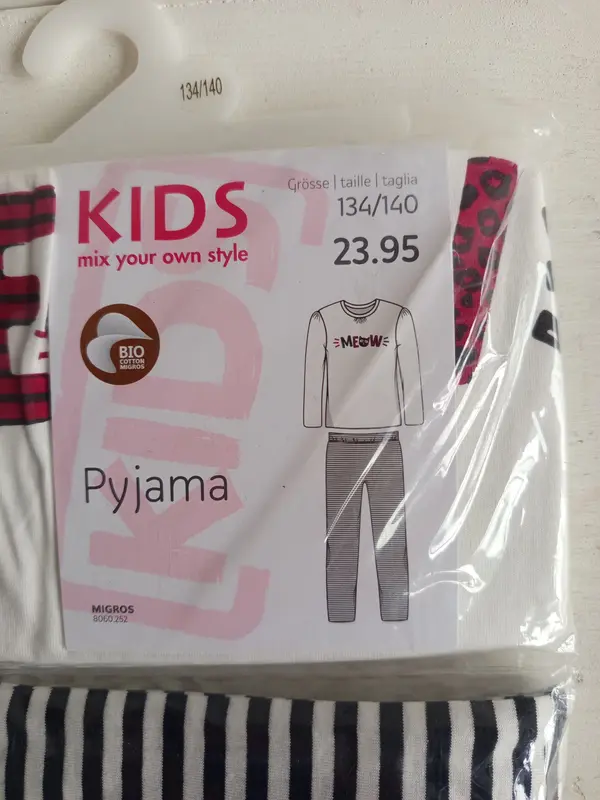 134/140
KIDS
mix your own style
Grösse | taille | taglia
134/140
23.95
BIO
COTTON
MIGROS
MEOW
Pyjama
[KIDS]
MIGROS
8060.252